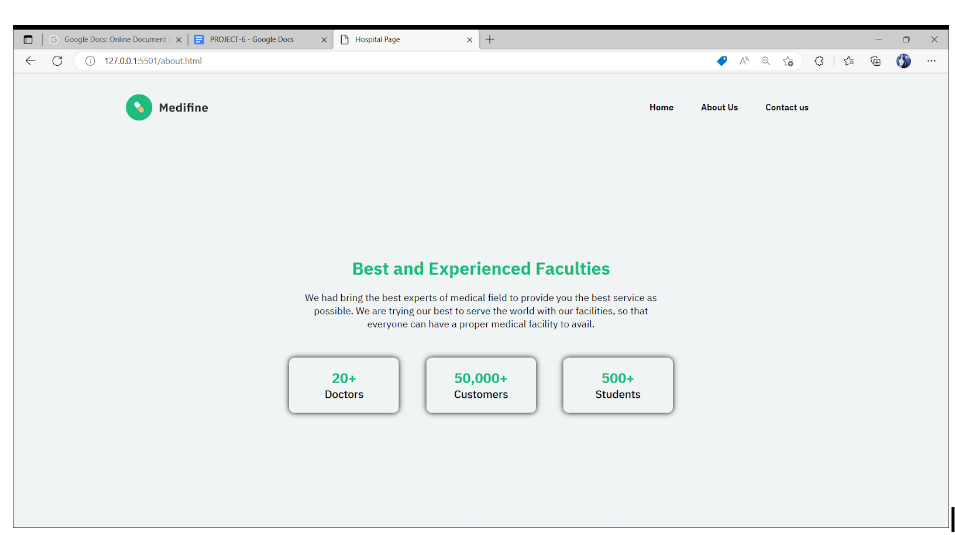 Google Docs: Online Document
PROJECT-6 - Google Docs
Hospital Page
127.0.0.1:5501/about.html
Medifine
Home About Us Contact us
Best and Experienced Faculties
We had bring the best experts of medical field to provide you the best service as
possible. We are trying our best to serve the world with our facilities, so that
everyone can have a proper medical facility to avail.
20+
Doctors
50,000+
Customers
500+
Students